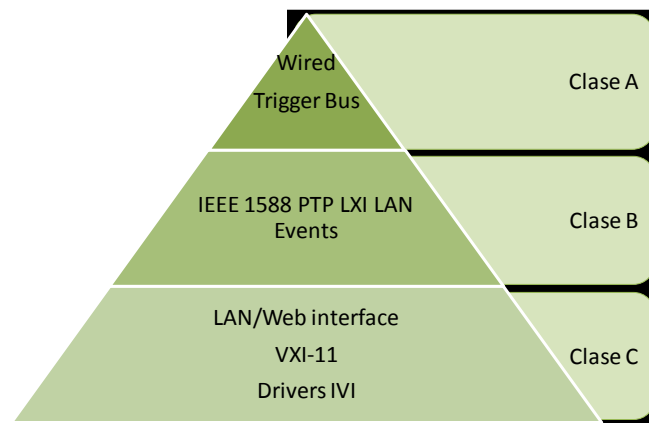 Wired
Trigger Bus
Clase A
IEEE 1588 PTP LXI LAN
Events
Clase B
LAN/Web interface
VXI-11
Drivers IVI
Clase C